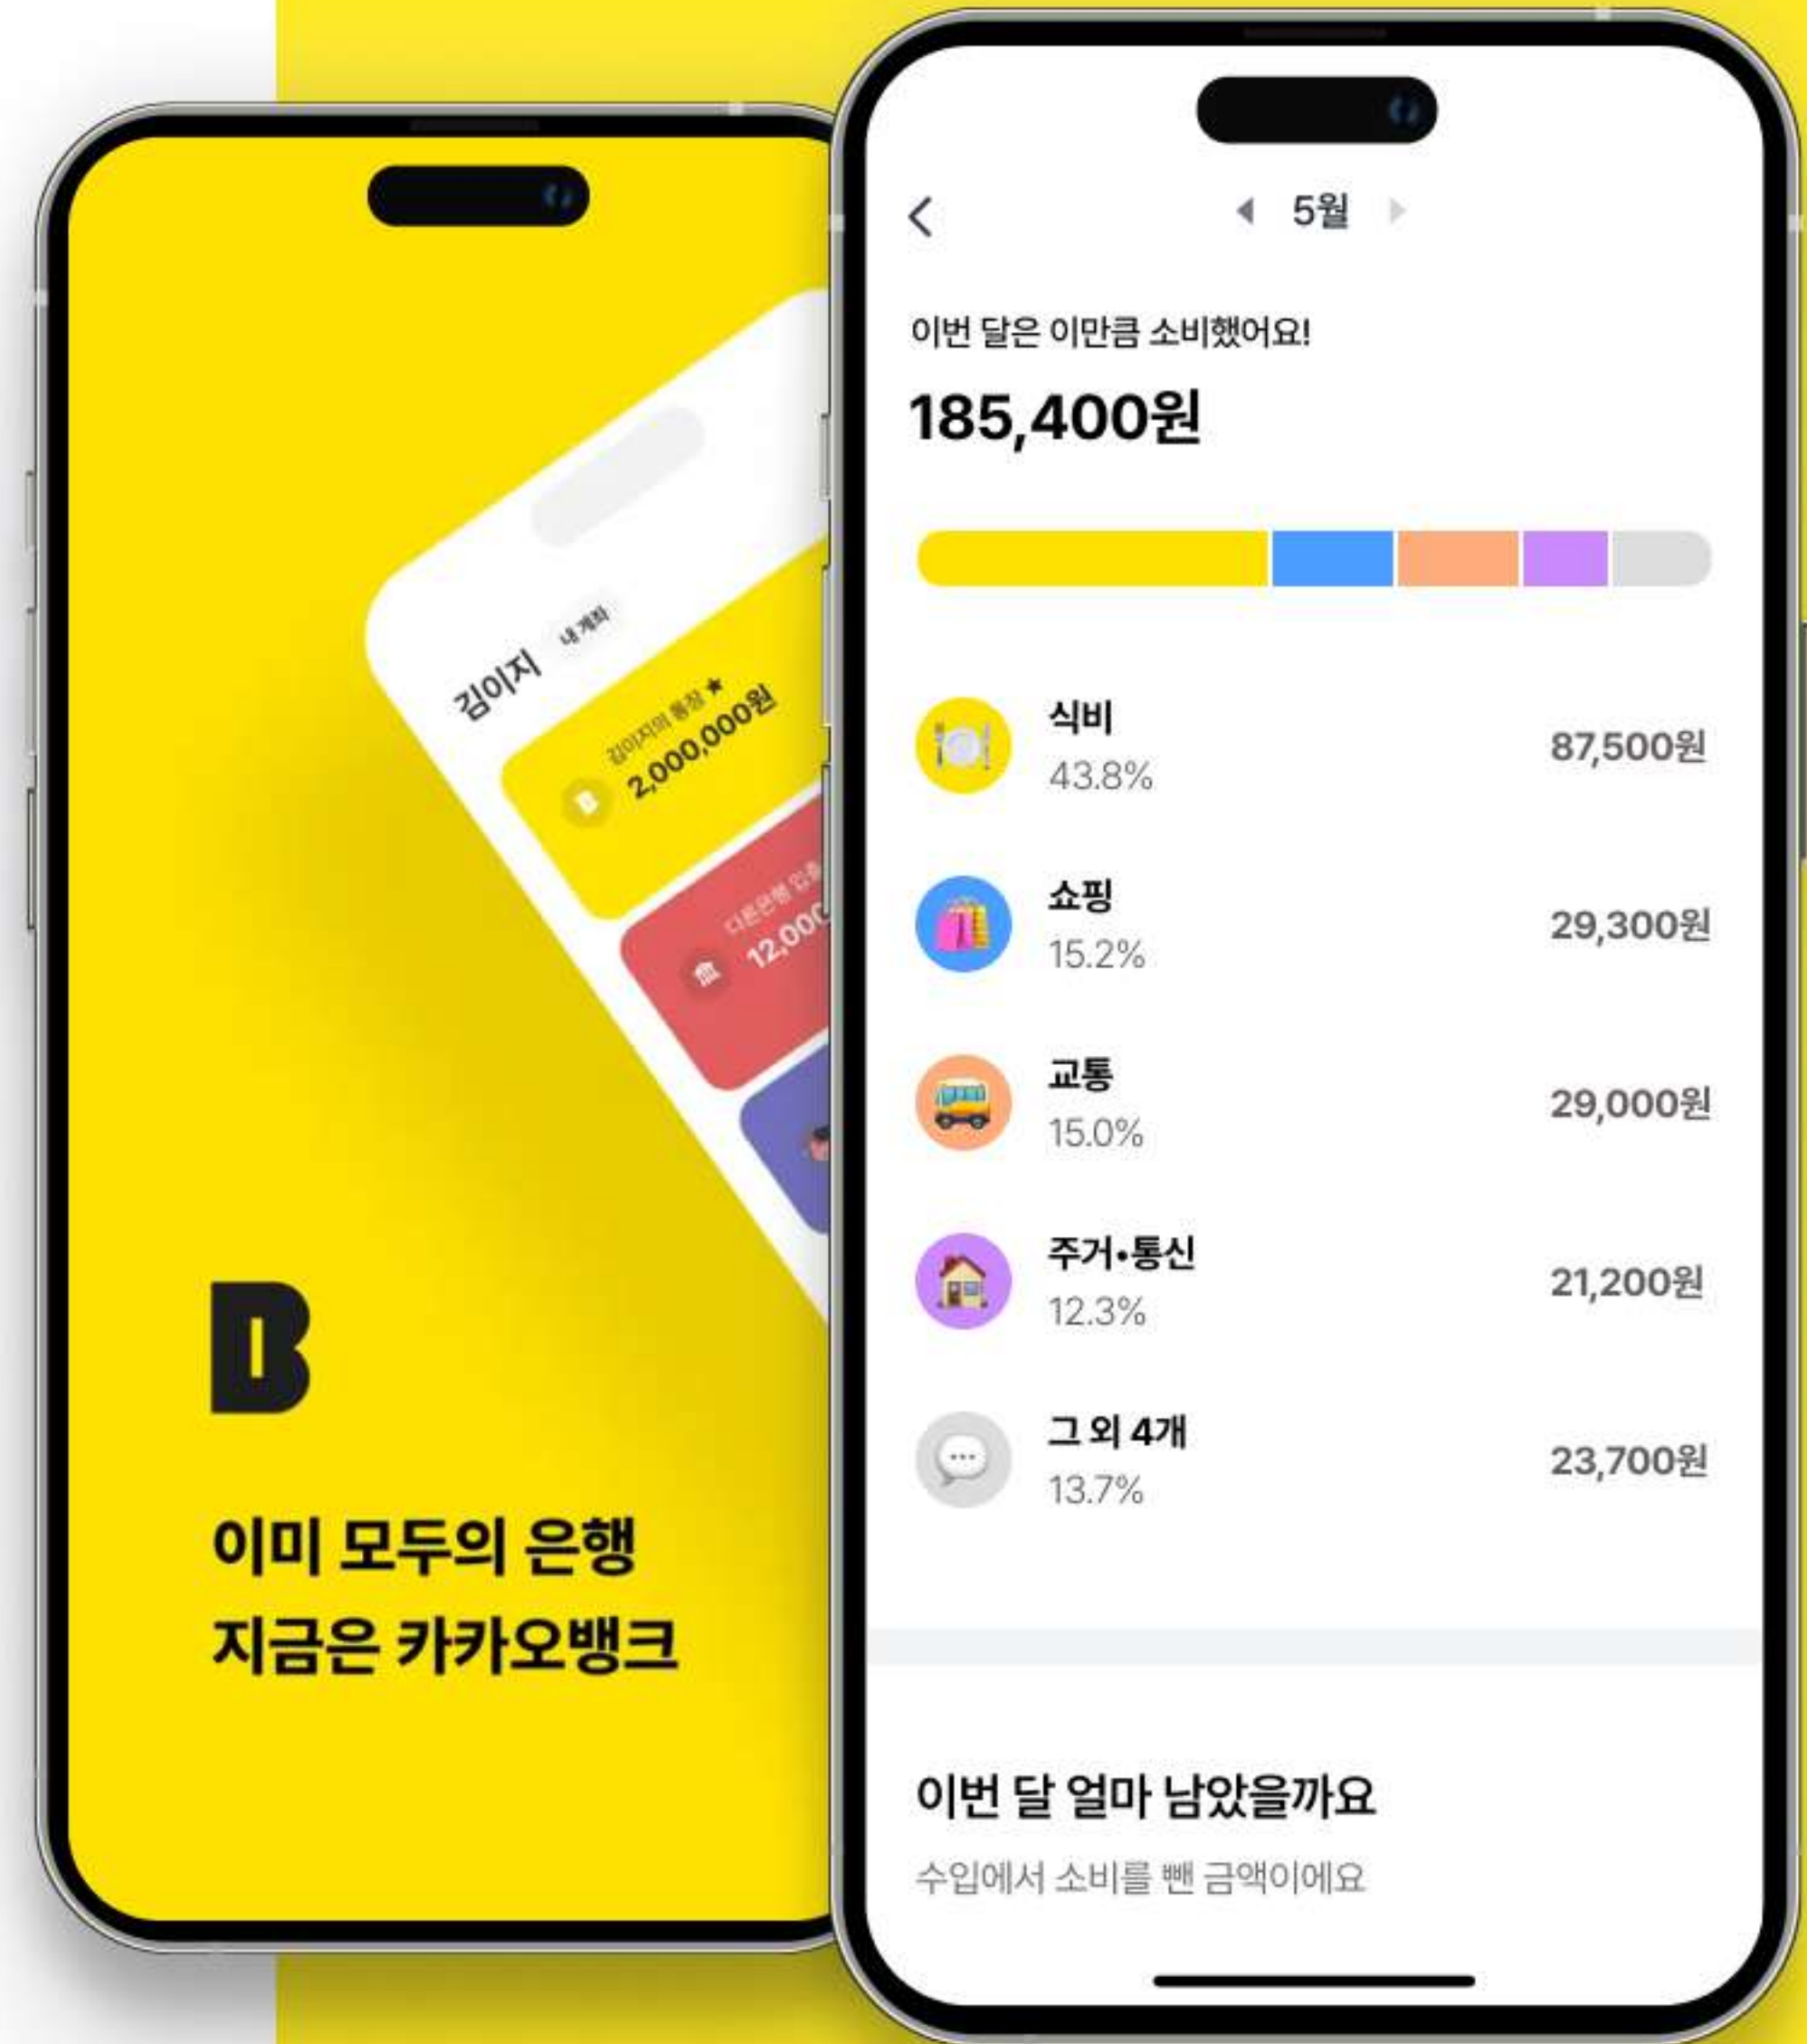 김이지 내 계좌
김이지의 통장 ★
2,000,000원
다른은행 입출
12,000
B
이미 모두의 은행
지금은 카카오뱅크
5월
이번 달은 이만큼 소비했어요!
185,400원
식비
43.8%
87,500원
쇼핑
15.2%
29,300원
교통
15.0%
29,000원
주거•통신
12.3%
21,200원
그 외 4개
13.7%
23,700원
이번 달 얼마 남았을까요
수입에서 소비를 뺀 금액이에요